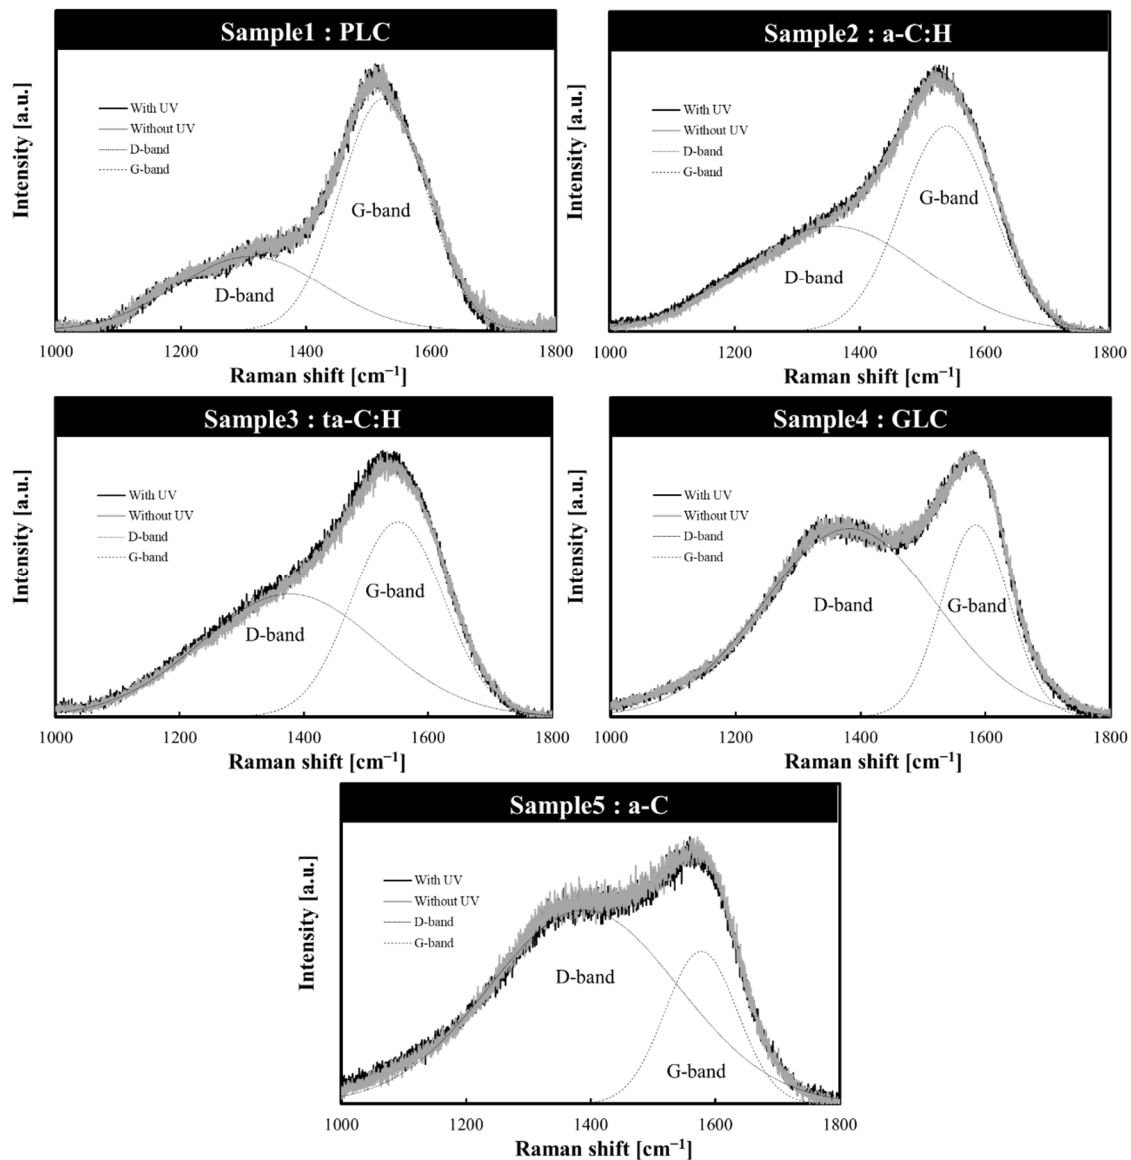 Sample1 : PLC
Intensity [a.u.]
With UV
Without UV
D-band
G-band
G-band
D-band
1000 1200 1400 1600 1800
Raman shift [cm⁻¹]
Sample2 : a-C:H
Intensity [a.u.]
With UV
Without UV
D-band
G-band
G-band
D-band
1000 1200 1400 1600 1800
Raman shift [cm⁻¹]
Sample3 : ta-C:H
Intensity [a.u.]
With UV
Without UV
D-band
G-band
G-band
D-band
1000 1200 1400 1600 1800
Raman shift [cm⁻¹]
Sample4 : GLC
Intensity [a.u.]
With UV
Without UV
D-band
G-band
D-band
G-band
1000 1200 1400 1600 1800
Raman shift [cm⁻¹]
Sample5 : a-C
Intensity [a.u.]
With UV
Without UV
D-band
G-band
D-band
G-band
1000 1200 1400 1600 1800
Raman shift [cm⁻¹]